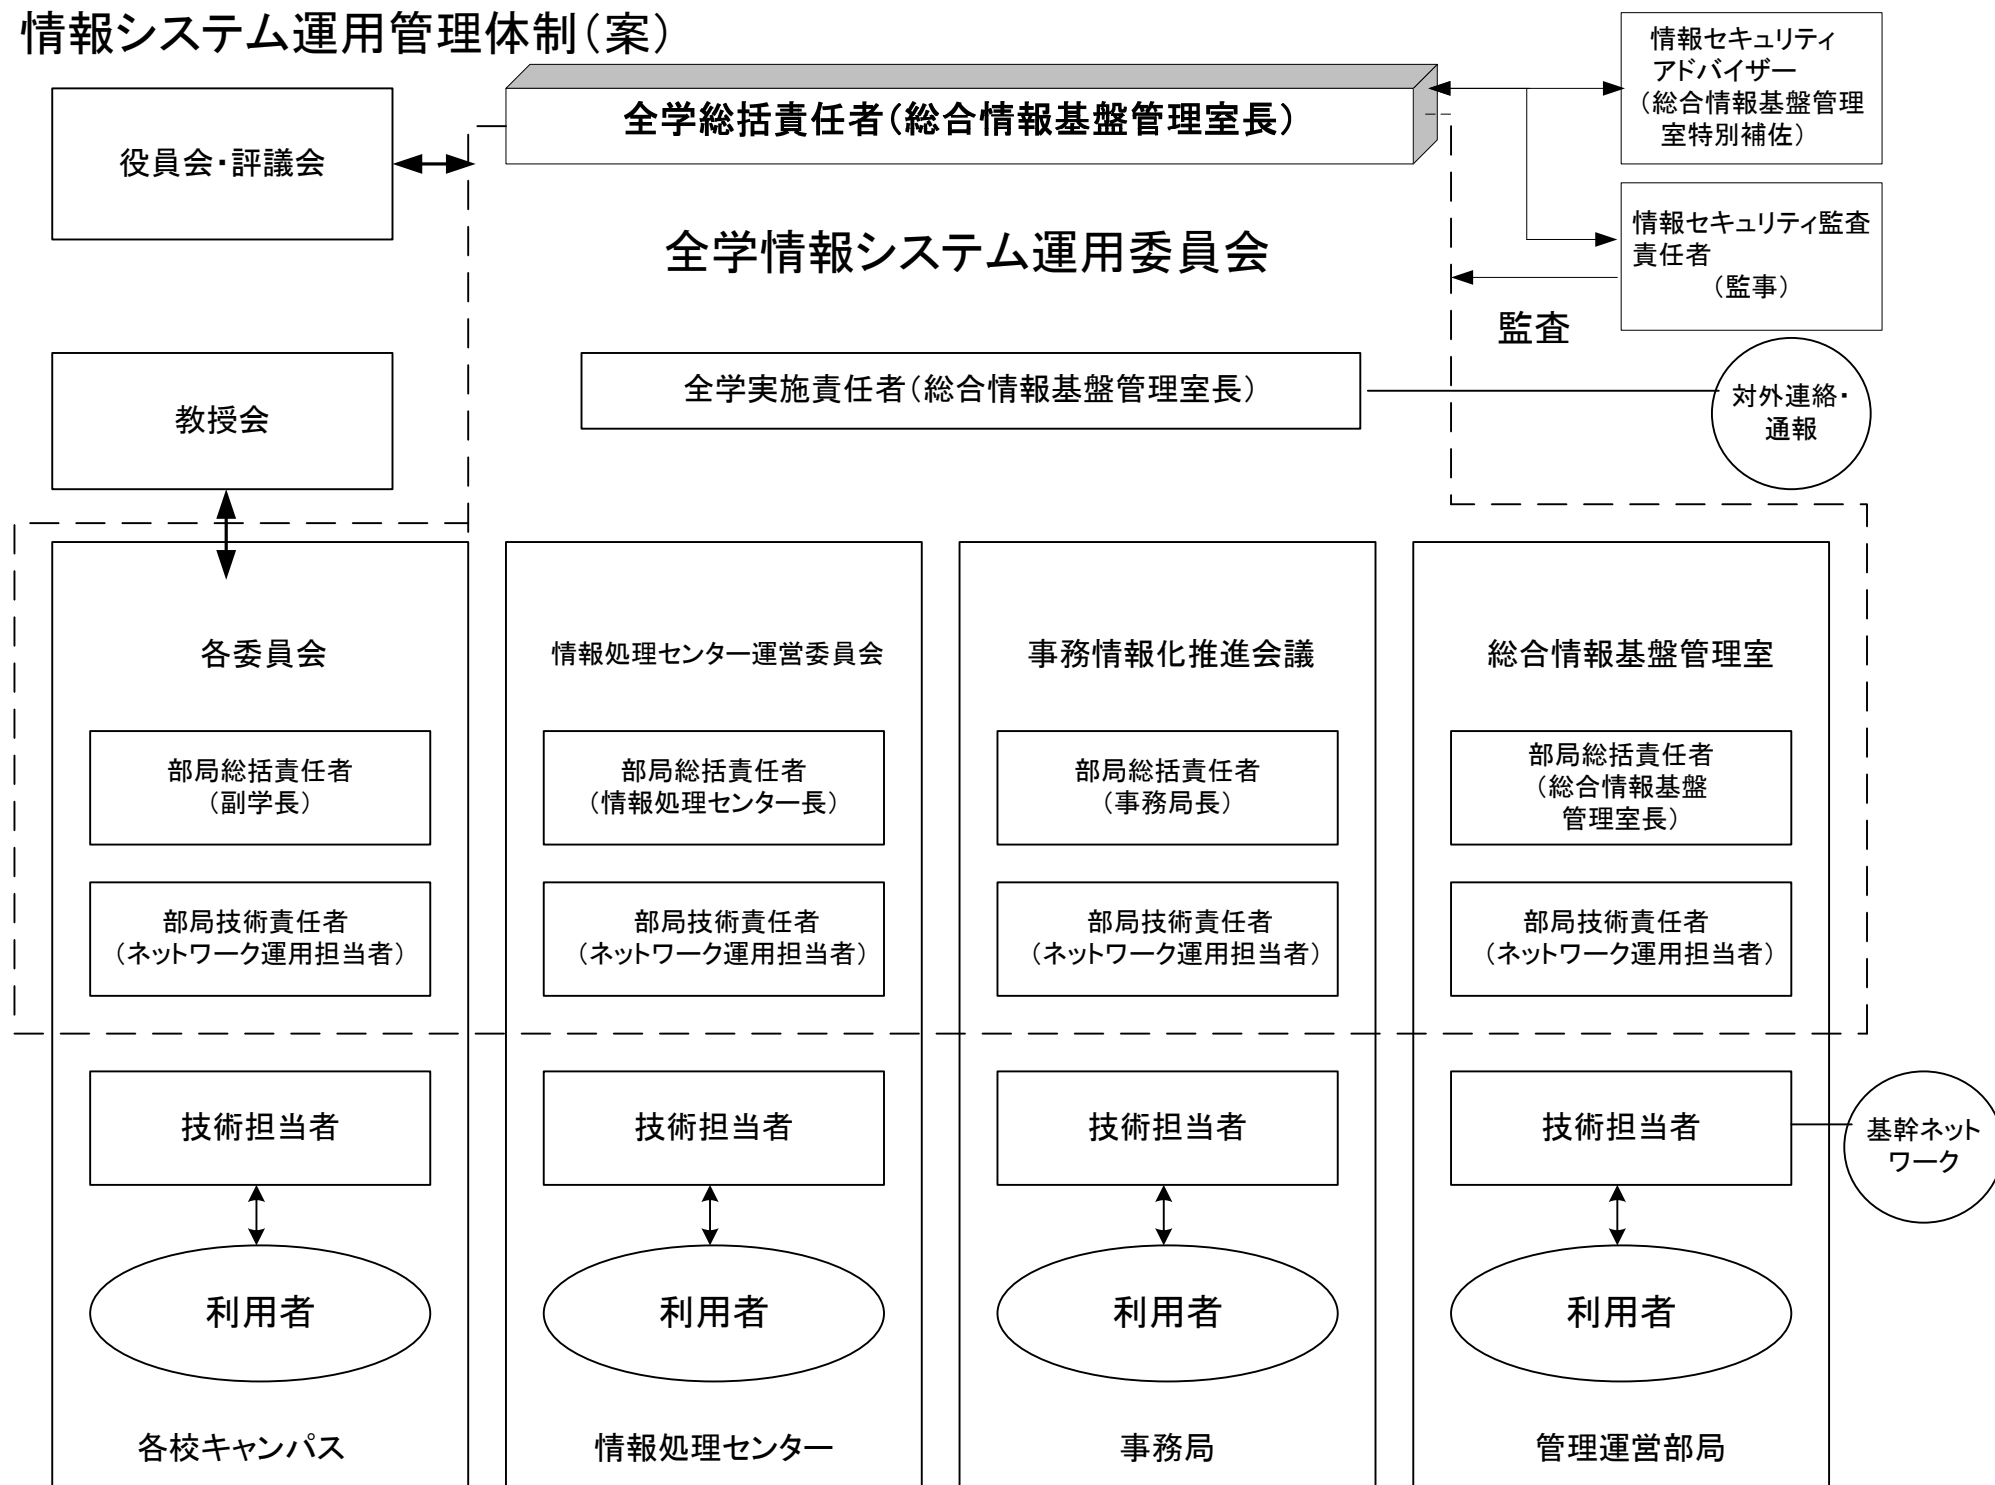 情報システム運用管理体制（案）
全学総括責任者（総合情報基盤管理室長）
情報セキュリティ
アドバイザー
（総合情報基盤管理
室特別補佐）
役員会・評議会
全学情報システム運用委員会
情報セキュリティ監査
責任者
（監事）
監査
全学実施責任者（総合情報基盤管理室長）
対外連絡・
通報
教授会
各委員会
情報処理センター運営委員会
事務情報化推進会議
総合情報基盤管理室
部局総括責任者
（副学長）
部局総括責任者
（情報処理センター長）
部局総括責任者
（事務局長）
部局総括責任者
（総合情報基盤
管理室長）
部局技術責任者
（ネットワーク運用担当者）
部局技術責任者
（ネットワーク運用担当者）
部局技術責任者
（ネットワーク運用担当者）
部局技術責任者
（ネットワーク運用担当者）
技術担当者
技術担当者
技術担当者
技術担当者
基幹ネット
ワーク
利用者
利用者
利用者
利用者
各校キャンパス
情報処理センター
事務局
管理運営部局